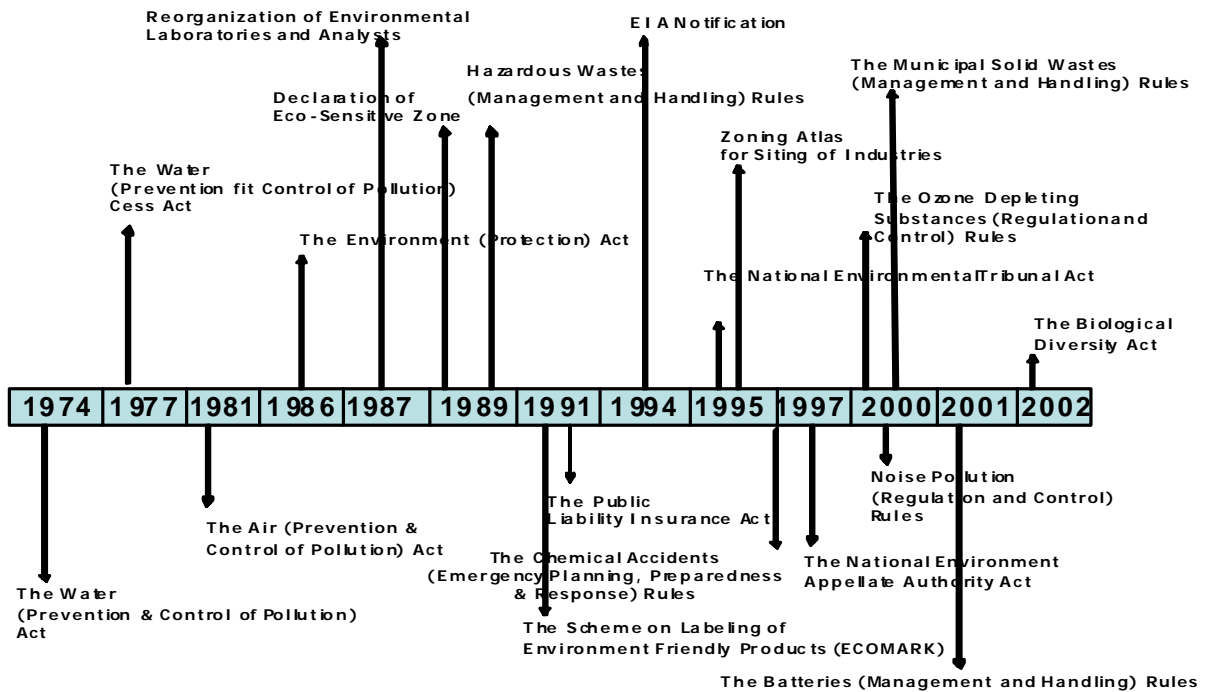 Reorganization of Environmental
Laboratories and Analysts
E I A Notification
Hazardous Wastes
(Management and Handling) Rules
The Municipal Solid Wastes
(Management and Handling) Rules
Declaration of
Eco-Sensitive Zone
Zoning Atlas
for Siting of Industries
The Water
(Prevention fit Control of Pollution)
Cess Act
The Ozone Depleting
Substances (Regulation and
Control) Rules
The Environment (Protection) Act
The National Environmental Tribunal Act
The Biological
Diversity Act
1974 1977 1981 1986 1987 1989 1991 1994 1995 1997 2000 2001 2002
Noise Pollution
(Regulation and Control)
Rules
The Public
Liability Insurance Act
The Air (Prevention &
Control of Pollution) Act
The Chemical Accidents
(Emergency Planning, Preparedness
& Response) Rules
The National Environment
Appellate Authority Act
The Water
(Prevention & Control of Pollution)
Act
The Scheme on Labeling of
Environment Friendly Products (ECOMARK)
The Batteries (Management and Handling) Rules